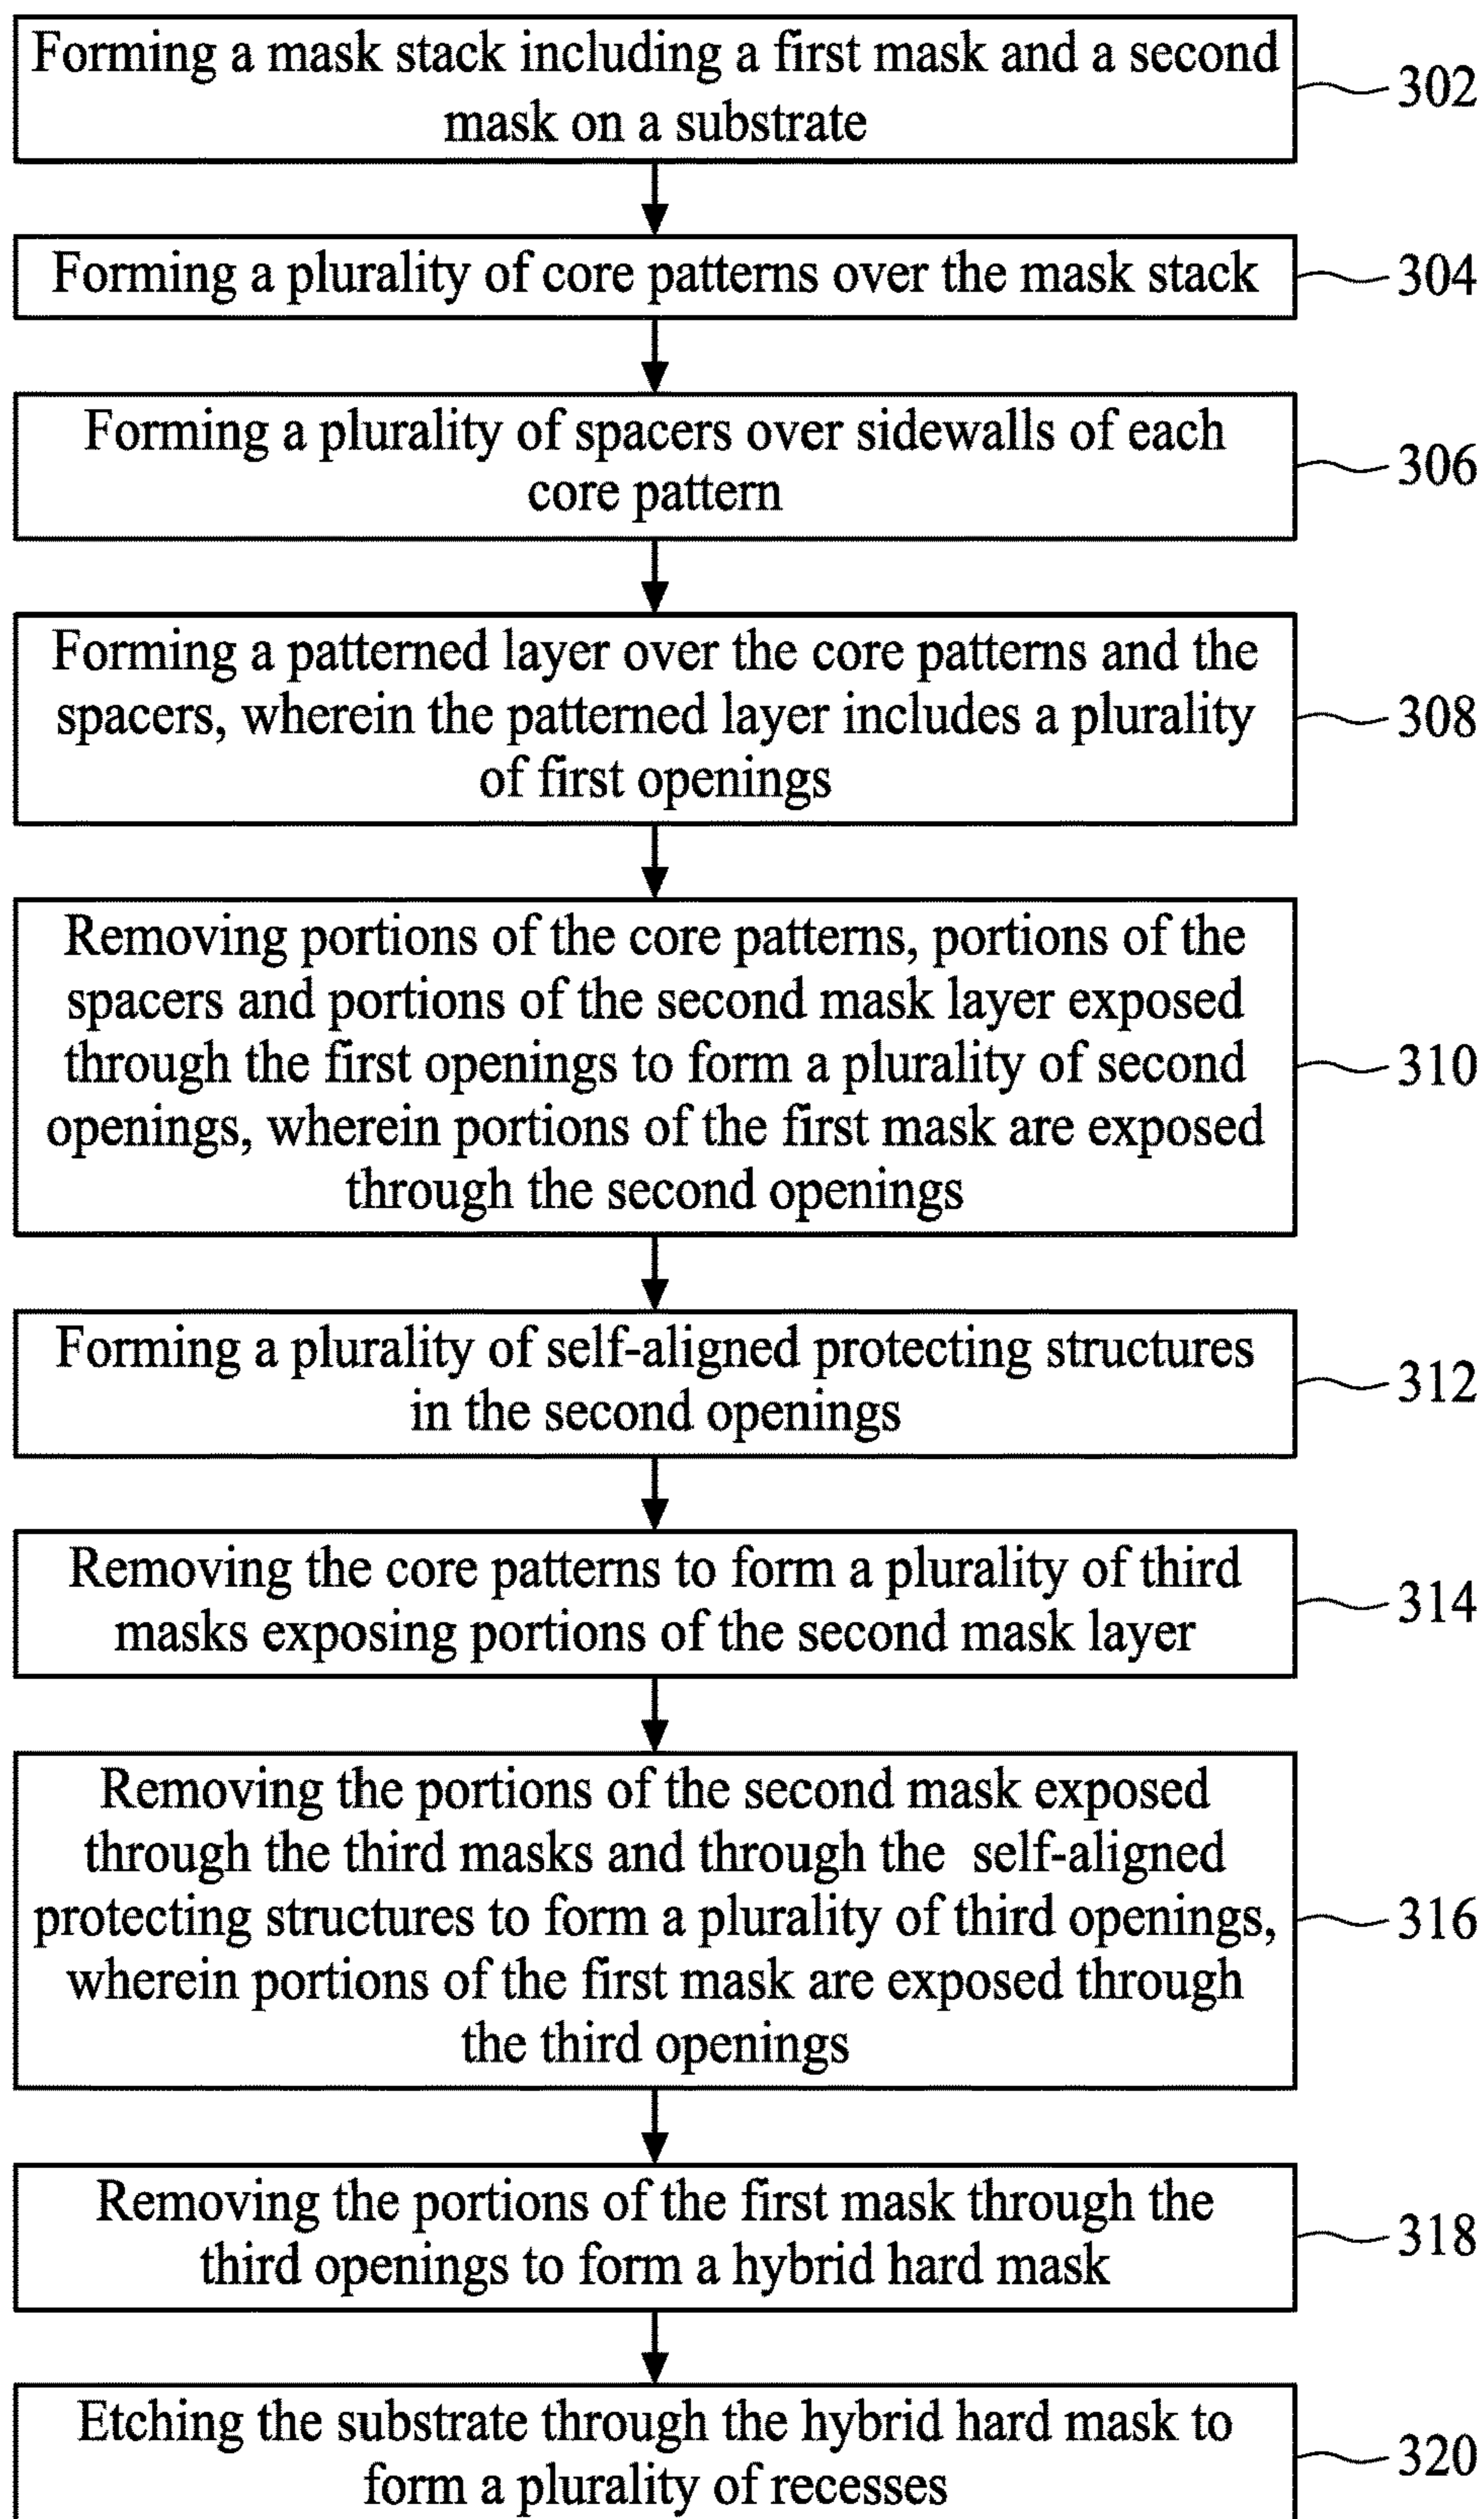 Forming a mask stack including a first mask and a second
mask on a substrate
302
Forming a plurality of core patterns over the mask stack
304
Forming a plurality of spacers over sidewalls of each
core pattern
306
Forming a patterned layer over the core patterns and the
spacers, wherein the patterned layer includes a plurality
of first openings
308
Removing portions of the core patterns, portions of the
spacers and portions of the second mask layer exposed
through the first openings to form a plurality of second
openings, wherein portions of the first mask are exposed
through the second openings
310
Forming a plurality of self-aligned protecting structures
in the second openings
312
Removing the core patterns to form a plurality of third
masks exposing portions of the second mask layer
314
Removing the portions of the second mask exposed
through the third masks and through the self-aligned
protecting structures to form a plurality of third openings,
wherein portions of the first mask are exposed through
the third openings
316
Removing the portions of the first mask through the
third openings to form a hybrid hard mask
318
Etching the substrate through the hybrid hard mask to
form a plurality of recesses
320